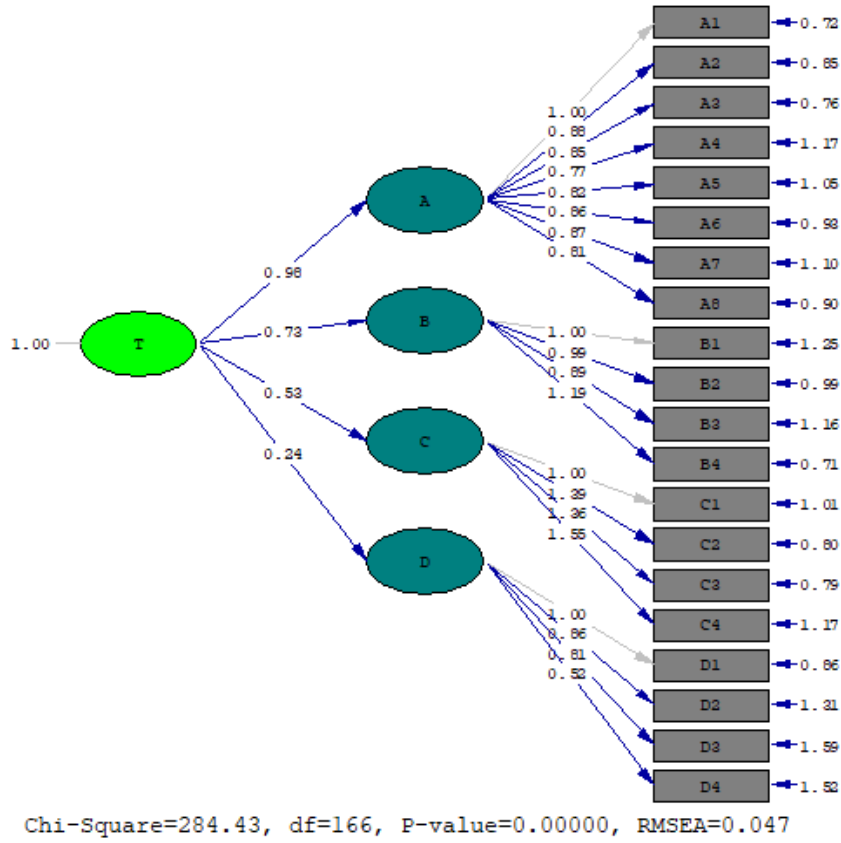 1.00
T
0.98
0.73
0.53
0.24
A
B
C
D
1.00
0.88
0.85
0.77
0.82
0.86
0.87
0.81
1.00
0.99
0.89
1.19
1.00
1.39
1.36
1.55
1.00
0.86
0.81
0.52
A1 0.72
A2 0.85
A3 0.76
A4 1.17
A5 1.05
A6 0.93
A7 1.10
A8 0.90
B1 1.25
B2 0.99
B3 1.16
B4 0.71
C1 1.01
C2 0.80
C3 0.79
C4 1.17
D1 0.86
D2 1.31
D3 1.59
D4 1.52
Chi-Square=284.43, df=166, P-value=0.00000, RMSEA=0.047